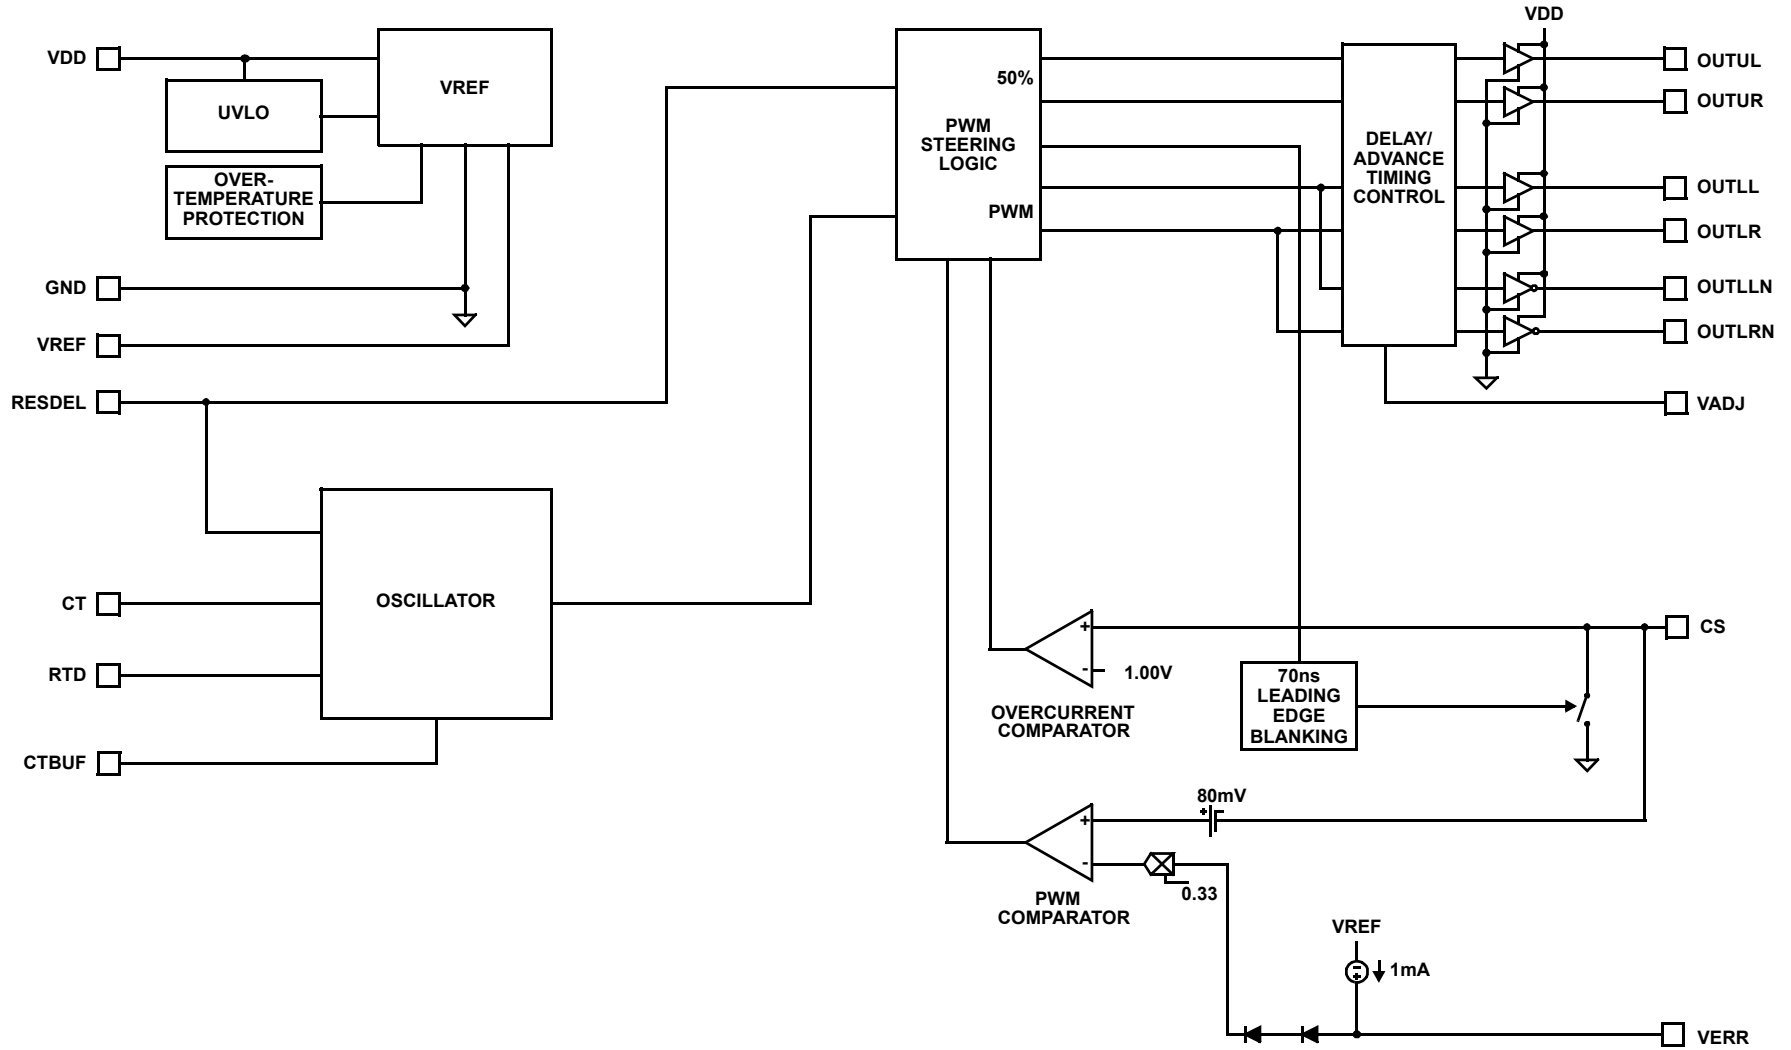 VDD
UVLO
VREF
OVER-
TEMPERATURE
PROTECTION
GND
VREF
RESDEL
OSCILLATOR
CT
RTD
CTBUF
50%
PWM
STEERING
LOGIC
PWM
DELAY/
ADVANCE
TIMING
CONTROL
VDD
OUTUL
OUTUR
OUTLL
OUTLR
OUTLLN
OUTLRN
VADJ
CS
+
-
1.00V
OVERCURRENT
COMPARATOR
70ns
LEADING
EDGE
BLANKING
80mV
+
+
-
0.33
PWM
COMPARATOR
VREF
-
+
1mA
VERR